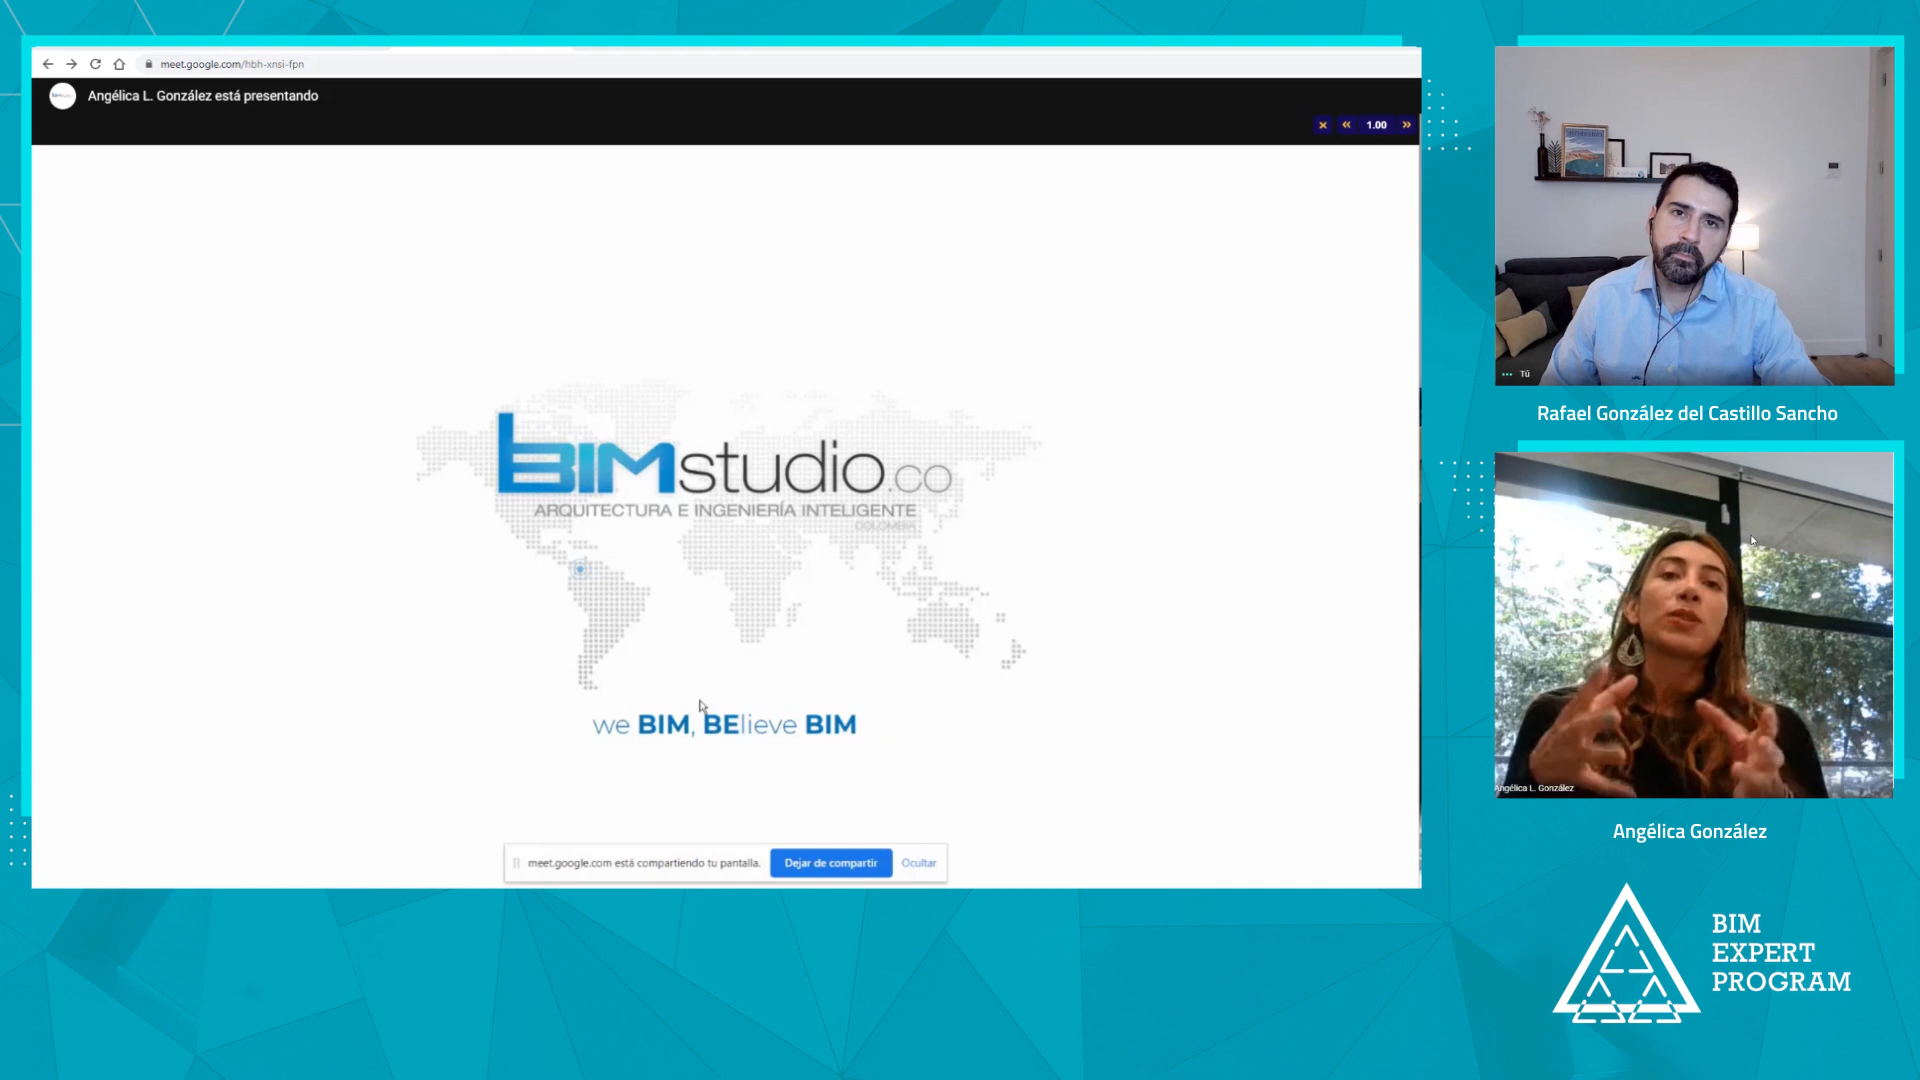 meet.google.com/hbh-xnsi-fpn
Angélica L. González está presentando
1.00
BIMstudio.co
ARQUITECTURA E INGENIERÍA INTELIGENTE
COLOMBIA
we BIM, BElieve BIM
meet.google.com está compartiendo tu pantalla.
Dejar de compartir
Ocultar
Tú
Rafael González del Castillo Sancho
Angélica L. González
Angélica González
BIM
EXPERT
PROGRAM